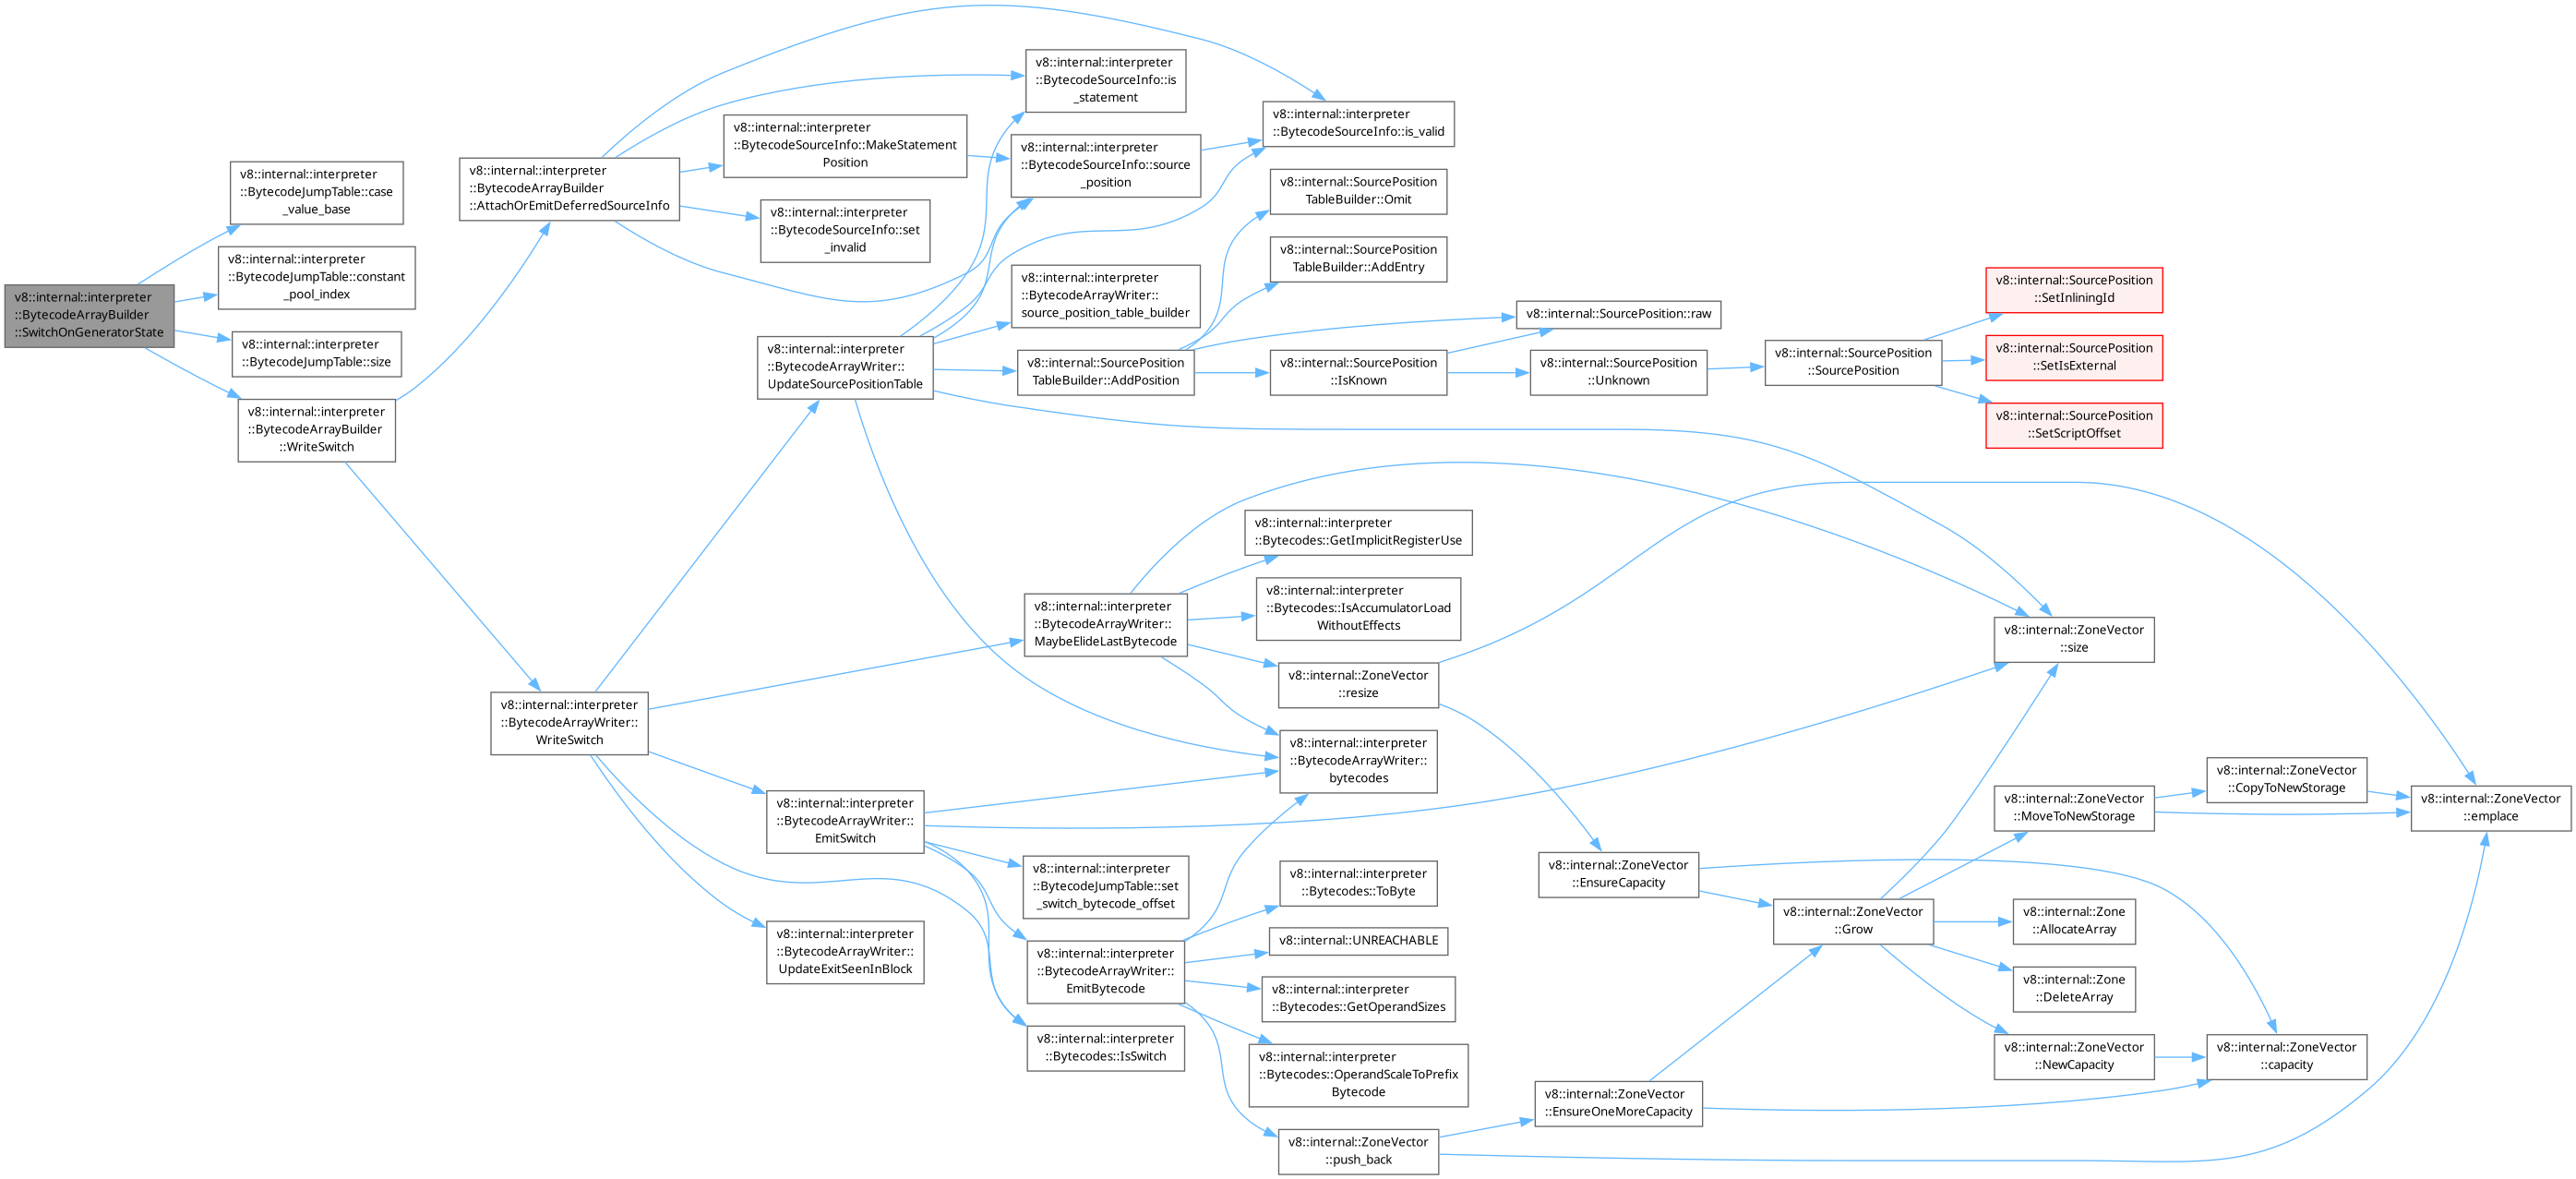 v8::internal::interpreter
::BytecodeArrayBuilder
::SwitchOnGeneratorState
v8::internal::interpreter
::BytecodeJumpTable::case
_value_base
v8::internal::interpreter
::BytecodeJumpTable::constant
_pool_index
v8::internal::interpreter
::BytecodeJumpTable::size
v8::internal::interpreter
::BytecodeArrayBuilder
::WriteSwitch
v8::internal::interpreter
::BytecodeArrayBuilder
::AttachOrEmitDeferredSourceInfo
v8::internal::interpreter
::BytecodeArrayWriter::
WriteSwitch
v8::internal::interpreter
::BytecodeSourceInfo::MakeStatement
Position
v8::internal::interpreter
::BytecodeSourceInfo::set
_invalid
v8::internal::interpreter
::BytecodeArrayWriter::
UpdateSourcePositionTable
v8::internal::interpreter
::BytecodeArrayWriter::
EmitSwitch
v8::internal::interpreter
::BytecodeArrayWriter::
UpdateExitSeenInBlock
v8::internal::interpreter
::BytecodeSourceInfo::is
_statement
v8::internal::interpreter
::BytecodeSourceInfo::source
_position
v8::internal::interpreter
::BytecodeArrayWriter::
source_position_table_builder
v8::internal::SourcePosition
TableBuilder::AddPosition
v8::internal::interpreter
::BytecodeArrayWriter::
MaybeElideLastBytecode
v8::internal::interpreter
::BytecodeJumpTable::set
_switch_bytecode_offset
v8::internal::interpreter
::BytecodeArrayWriter::
EmitBytecode
v8::internal::interpreter
::Bytecodes::IsSwitch
v8::internal::interpreter
::BytecodeSourceInfo::is_valid
v8::internal::SourcePosition
TableBuilder::Omit
v8::internal::SourcePosition
TableBuilder::AddEntry
v8::internal::SourcePosition
::IsKnown
v8::internal::interpreter
::Bytecodes::GetImplicitRegisterUse
v8::internal::interpreter
::Bytecodes::IsAccumulatorLoad
WithoutEffects
v8::internal::ZoneVector
::resize
v8::internal::interpreter
::BytecodeArrayWriter::
bytecodes
v8::internal::interpreter
::Bytecodes::ToByte
v8::internal::UNREACHABLE
v8::internal::interpreter
::Bytecodes::GetOperandSizes
v8::internal::interpreter
::Bytecodes::OperandScaleToPrefix
Bytecode
v8::internal::ZoneVector
::push_back
v8::internal::SourcePosition::raw
v8::internal::SourcePosition
::Unknown
v8::internal::ZoneVector
::EnsureCapacity
v8::internal::ZoneVector
::EnsureOneMoreCapacity
v8::internal::SourcePosition
::SourcePosition
v8::internal::ZoneVector
::Grow
v8::internal::SourcePosition
::SetInliningId
v8::internal::SourcePosition
::SetIsExternal
v8::internal::SourcePosition
::SetScriptOffset
v8::internal::ZoneVector
::size
v8::internal::ZoneVector
::MoveToNewStorage
v8::internal::Zone
::AllocateArray
v8::internal::Zone
::DeleteArray
v8::internal::ZoneVector
::NewCapacity
v8::internal::ZoneVector
::CopyToNewStorage
v8::internal::ZoneVector
::capacity
v8::internal::ZoneVector
::emplace